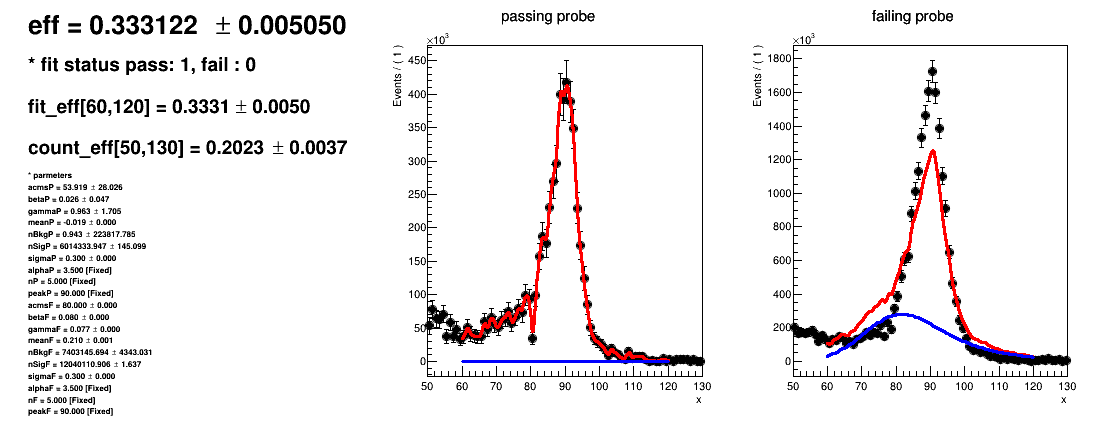 eff = 0.333122 ± 0.005050
* fit status pass: 1, fail : 0
fit_eff[60,120] = 0.3331 ± 0.0050
count_eff[50,130] = 0.2023 ± 0.0037
* parmeters
acmsP = 53.919 ± 28.026
betaP = 0.026 ± 0.047
gammaP = 0.963 ± 1.705
meanP = -0.019 ± 0.000
nBkgP = 0.943 ± 223817.785
nSigP = 6014333.947 ± 145.099
sigmaP = 0.300 ± 0.000
alphaP = 3.500 [Fixed]
nP = 5.000 [Fixed]
peakP = 90.000 [Fixed]
acmsF = 80.000 ± 0.000
betaF = 0.080 ± 0.000
gammaF = 0.077 ± 0.000
meanF = 0.210 ± 0.001
nBkgF = 7403145.694 ± 4343.031
nSigF = 12040110.906 ± 1.637
sigmaF = 0.300 ± 0.000
alphaF = 3.500 [Fixed]
nF = 5.000 [Fixed]
peakF = 90.000 [Fixed]
passing probe
×10³
Events / ( 1 )
450
400
350
300
250
200
150
100
50
0
50 60 70 80 90 100 110 120 130
x
failing probe
×10³
Events / ( 1 )
1800
1600
1400
1200
1000
800
600
400
200
0
50 60 70 80 90 100 110 120 130
x